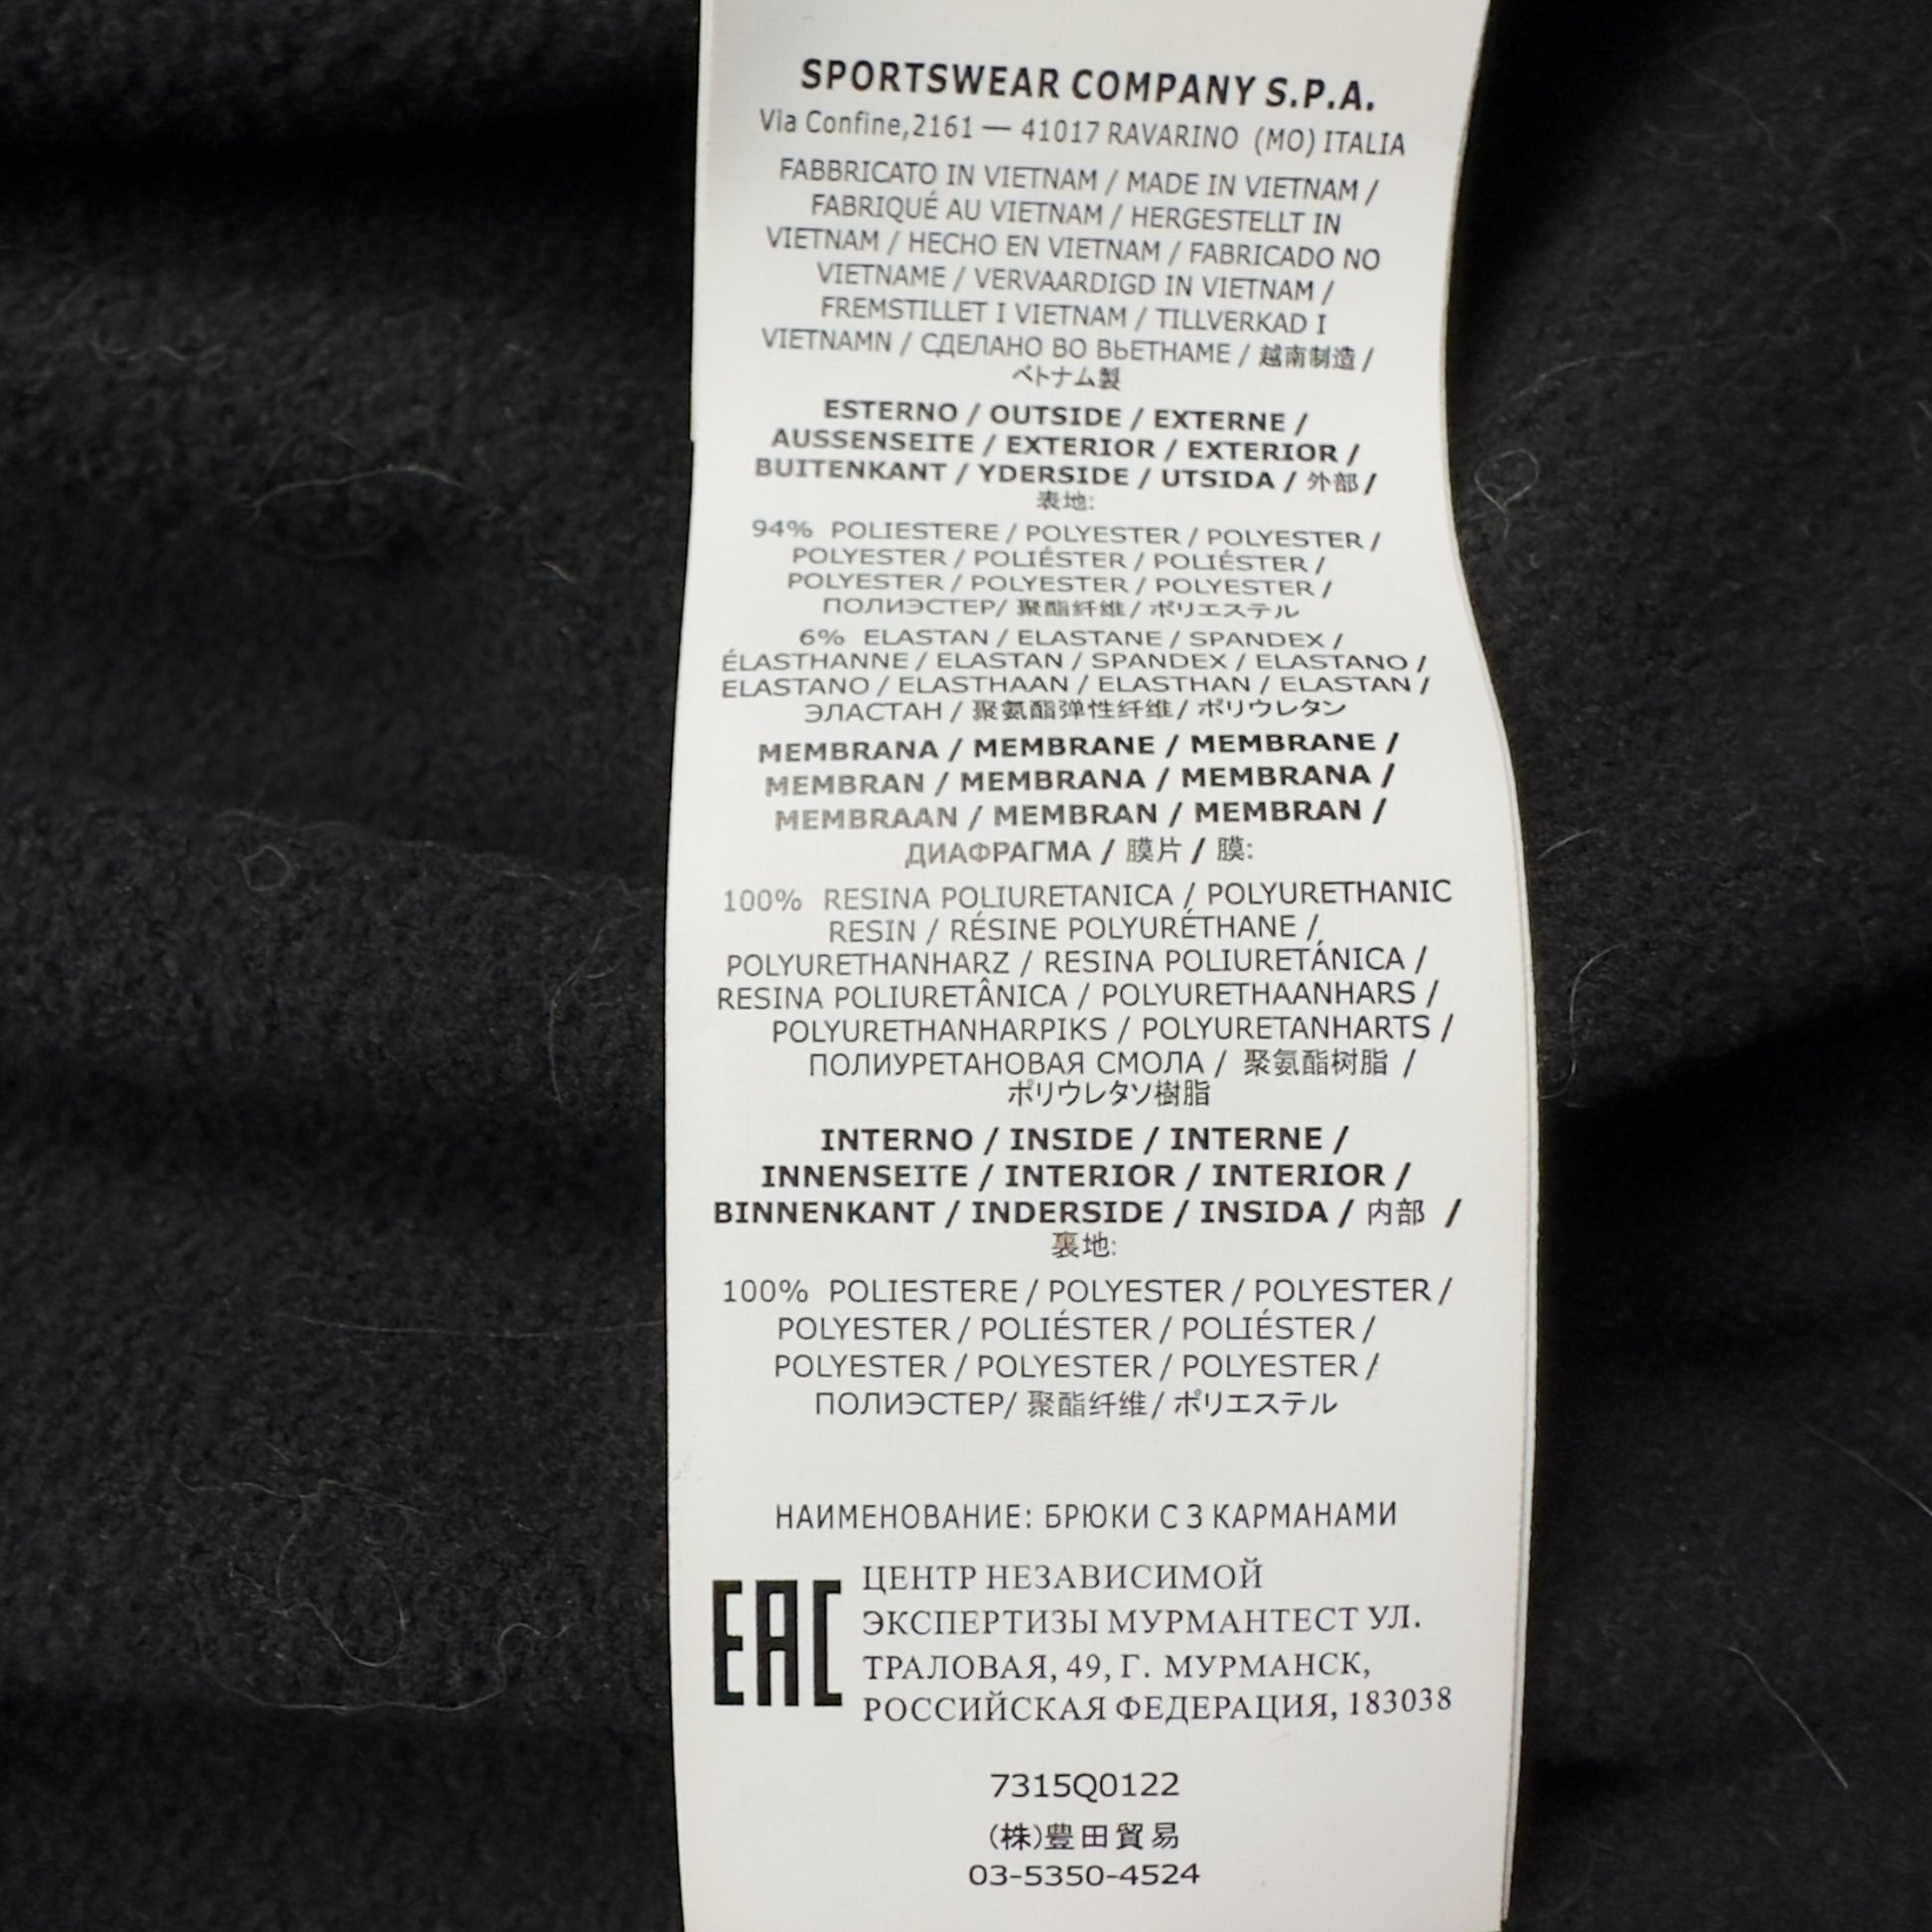 SPORTSWEAR COMPANY S.P.A.
Via Confine,2161 — 41017 RAVARINO (MO) ITALIA
FABBRICATO IN VIETNAM / MADE IN VIETNAM /
FABRIQUÉ AU VIETNAM / HERGESTELLT IN
VIETNAM / HECHO EN VIETNAM / FABRICADO NO
VIETNAME / VERVAARDIGD IN VIETNAM /
FREMSTILLET I VIETNAM / TILLVERKAD I
VIETNAMN / СДЕЛАНО ВО ВЬЕТНАМЕ / 越南制造 /
ベトナム製
ESTERNO / OUTSIDE / EXTERNE /
AUSSENSEITE / EXTERIOR / EXTERIOR /
BUITENKANT / YDERSIDE / UTSIDA / 外部 /
表地:
94% POLIESTERE / POLYESTER / POLYESTER /
POLYESTER / POLIÉSTER / POLIÉSTER /
POLYESTER / POLYESTER / POLYESTER /
ПОЛИЭСТЕР/ 聚酯纤维/ ポリエステル
6% ELASTAN / ELASTANE / SPANDEX /
ÉLASTHANNE / ELASTAN / SPANDEX / ELASTANO /
ELASTANO / ELASTHAAN / ELASTHAN / ELASTAN /
ЭЛАСТАН / 聚氨酯弹性纤维/ ポリウレタン
MEMBRANA / MEMBRANE / MEMBRANE /
MEMBRAN / MEMBRANA / MEMBRANA /
MEMBRAAN / MEMBRAN / MEMBRAN /
ДИАФРАГМА / 膜片 / 膜:
100% RESINA POLIURETANICA / POLYURETHANIC
RESIN / RÉSINE POLYURÉTHANE /
POLYURETHANHARZ / RESINA POLIURETÁNICA /
RESINA POLIURETÂNICA / POLYURETHAANHARS /
POLYURETHANHARPIKS / POLYURETANHARTS /
ПОЛИУРЕТАНОВАЯ СМОЛА / 聚氨酯树脂 /
ポリウレタソ樹脂
INTERNO / INSIDE / INTERNE /
INNENSEITE / INTERIOR / INTERIOR /
BINNENKANT / INDERSIDE / INSIDA / 内部 /
裏地:
100% POLIESTERE / POLYESTER / POLYESTER /
POLYESTER / POLIÉSTER / POLIÉSTER /
POLYESTER / POLYESTER / POLYESTER /
ПОЛИЭСТЕР/ 聚酯纤维/ ポリエステル
НАИМЕНОВАНИЕ: БРЮКИ С 3 КАРМАНАМИ
EAC
ЦЕНТР НЕЗАВИСИМОЙ
ЭКСПЕРТИЗЫ МУРМАНТЕСТ УЛ.
ТРАЛОВАЯ, 49, Г. МУРМАНСК,
РОССИЙСКАЯ ФЕДЕРАЦИЯ, 183038
7315Q0122
(株)豊田貿易
03-5350-4524